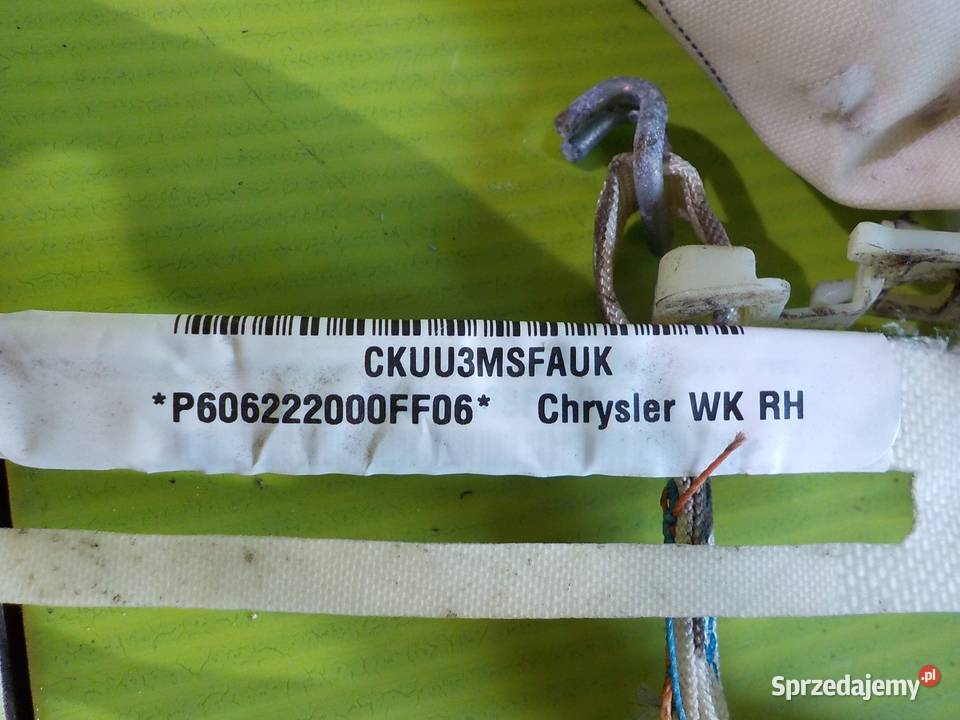 CKUU3MSFAUK
*P606222000FF06* Chrysler WK RH
Sprzedajemy.pl